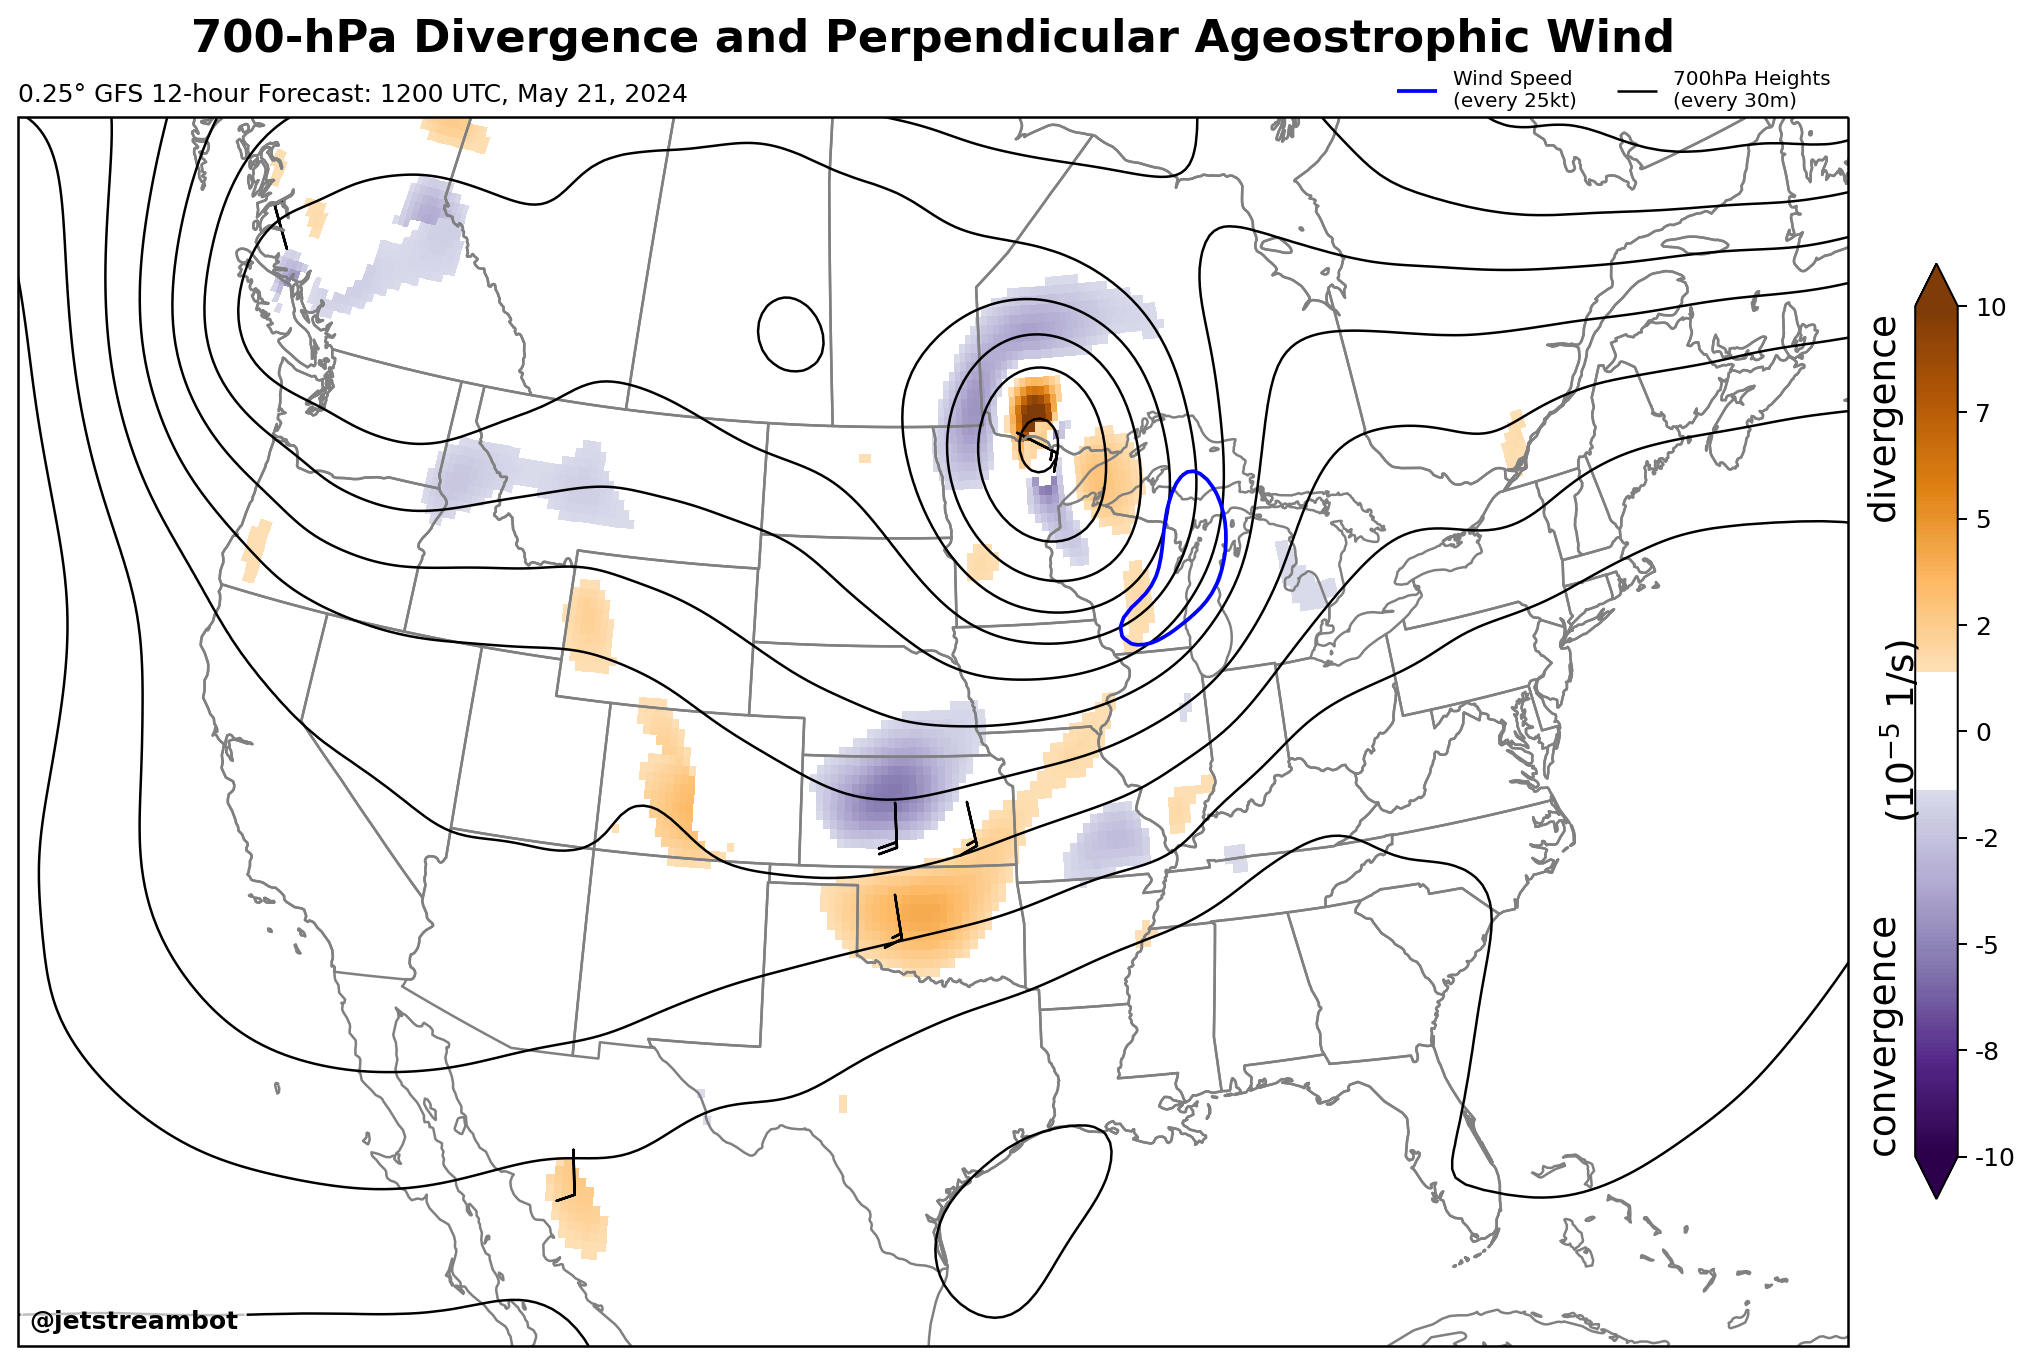 700-hPa Divergence and Perpendicular Ageostrophic Wind
0.25° GFS 12-hour Forecast: 1200 UTC, May 21, 2024
Wind Speed
(every 25kt)
700hPa Heights
(every 30m)
divergence
(10⁻⁵ 1/s)
convergence
10
7
5
2
0
-2
-5
-8
-10
@jetstreambot